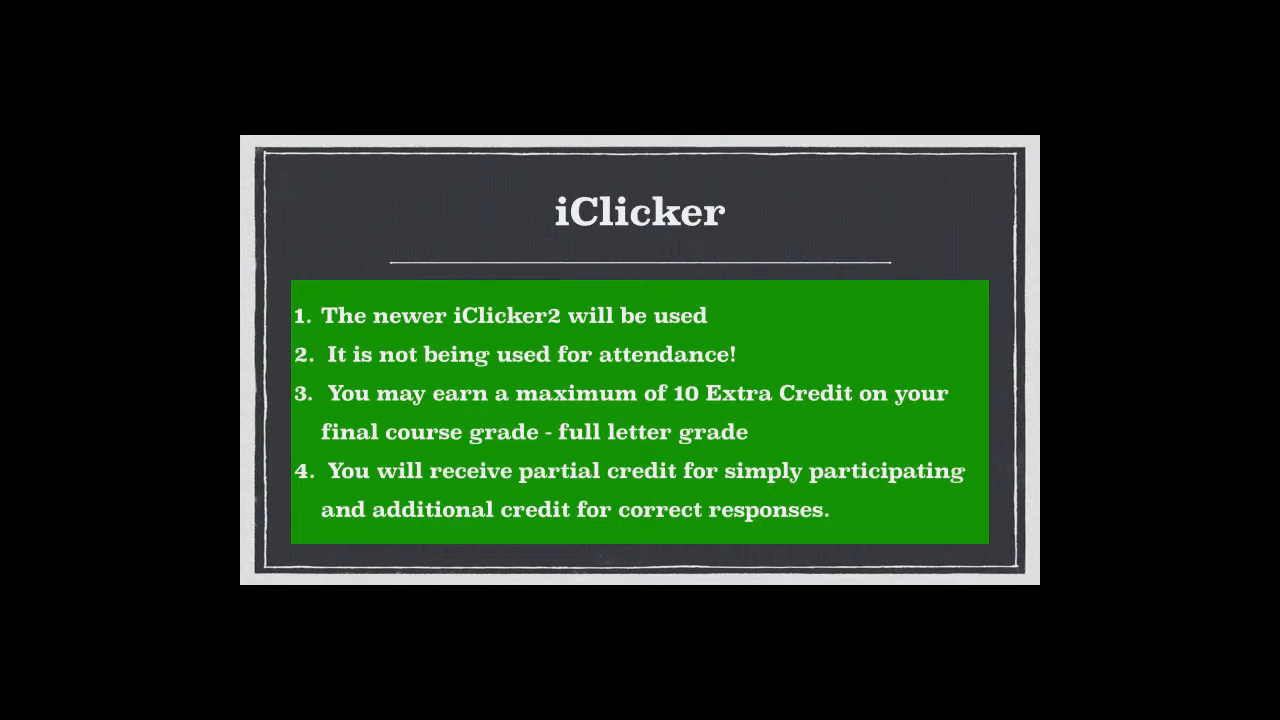 iClicker
1. The newer iClicker2 will be used
2. It is not being used for attendance!
3. You may earn a maximum of 10 Extra Credit on your
final course grade - full letter grade
4. You will receive partial credit for simply participating
and additional credit for correct responses.